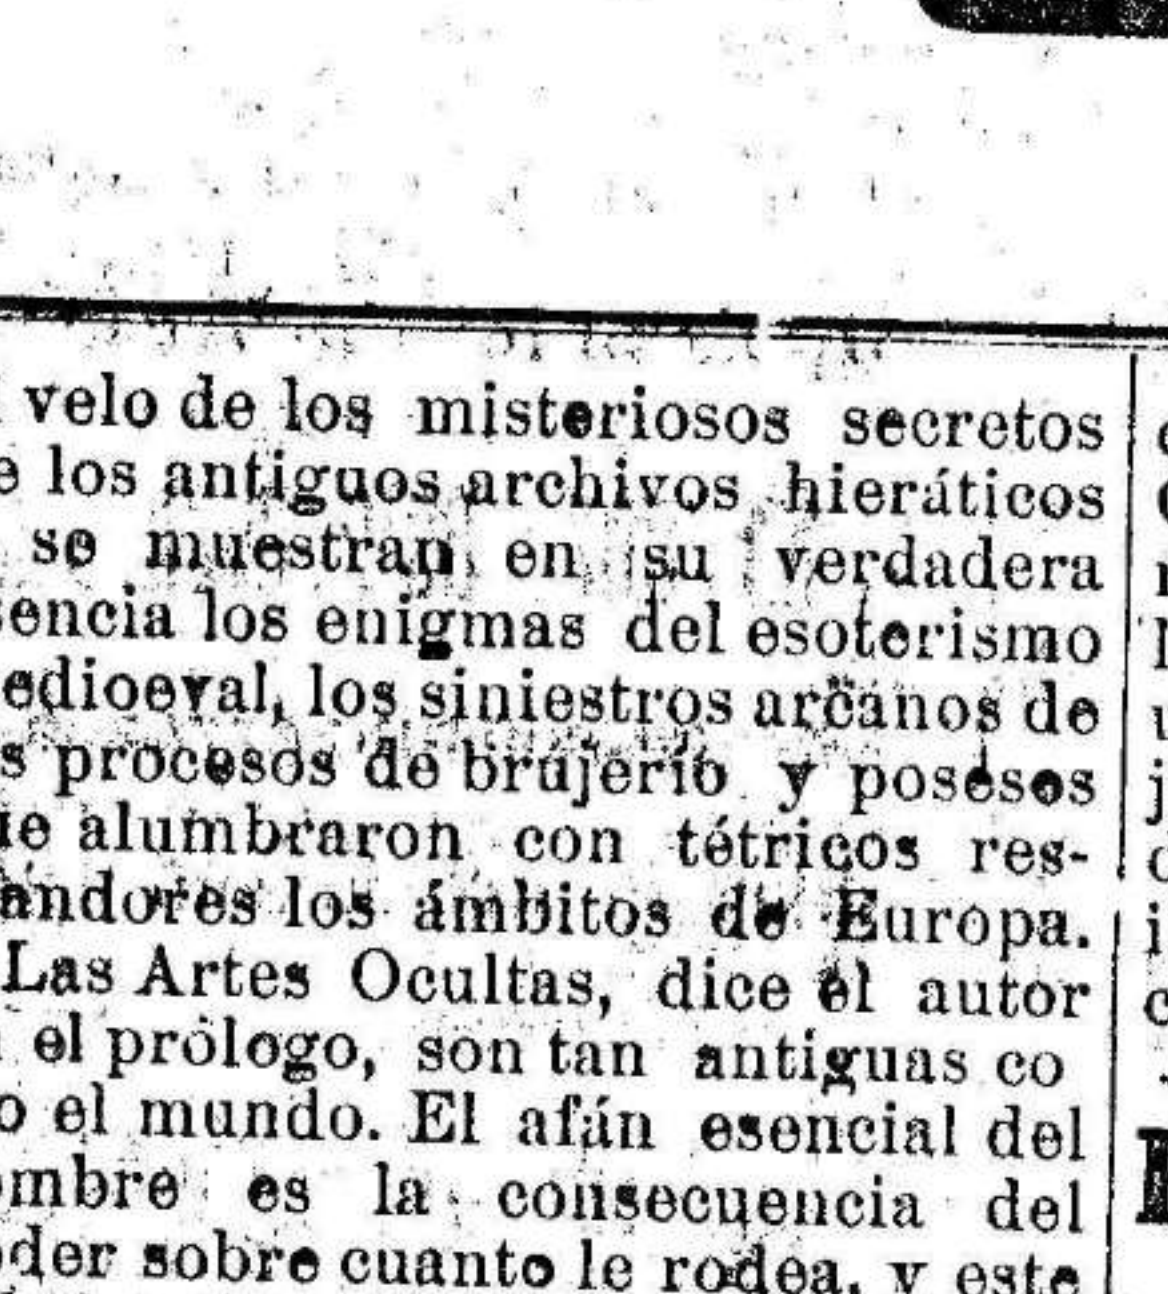 velo de los misteriosos secretos
e los antiguos archivos hieráticos
se muestran en su verdadera
sencia los enigmas del esoterismo
edioeval, los siniestros arcanos de
s procesos de brujerío y posesos
ue alumbraron con tétricos res-
andores los ámbitos de Europa.
Las Artes Ocultas, dice él autor
el prólogo, son tan antiguas co
o el mundo. El afán esencial del
ombre es la consecuencia del
oder sobre cuanto le rodea, y este